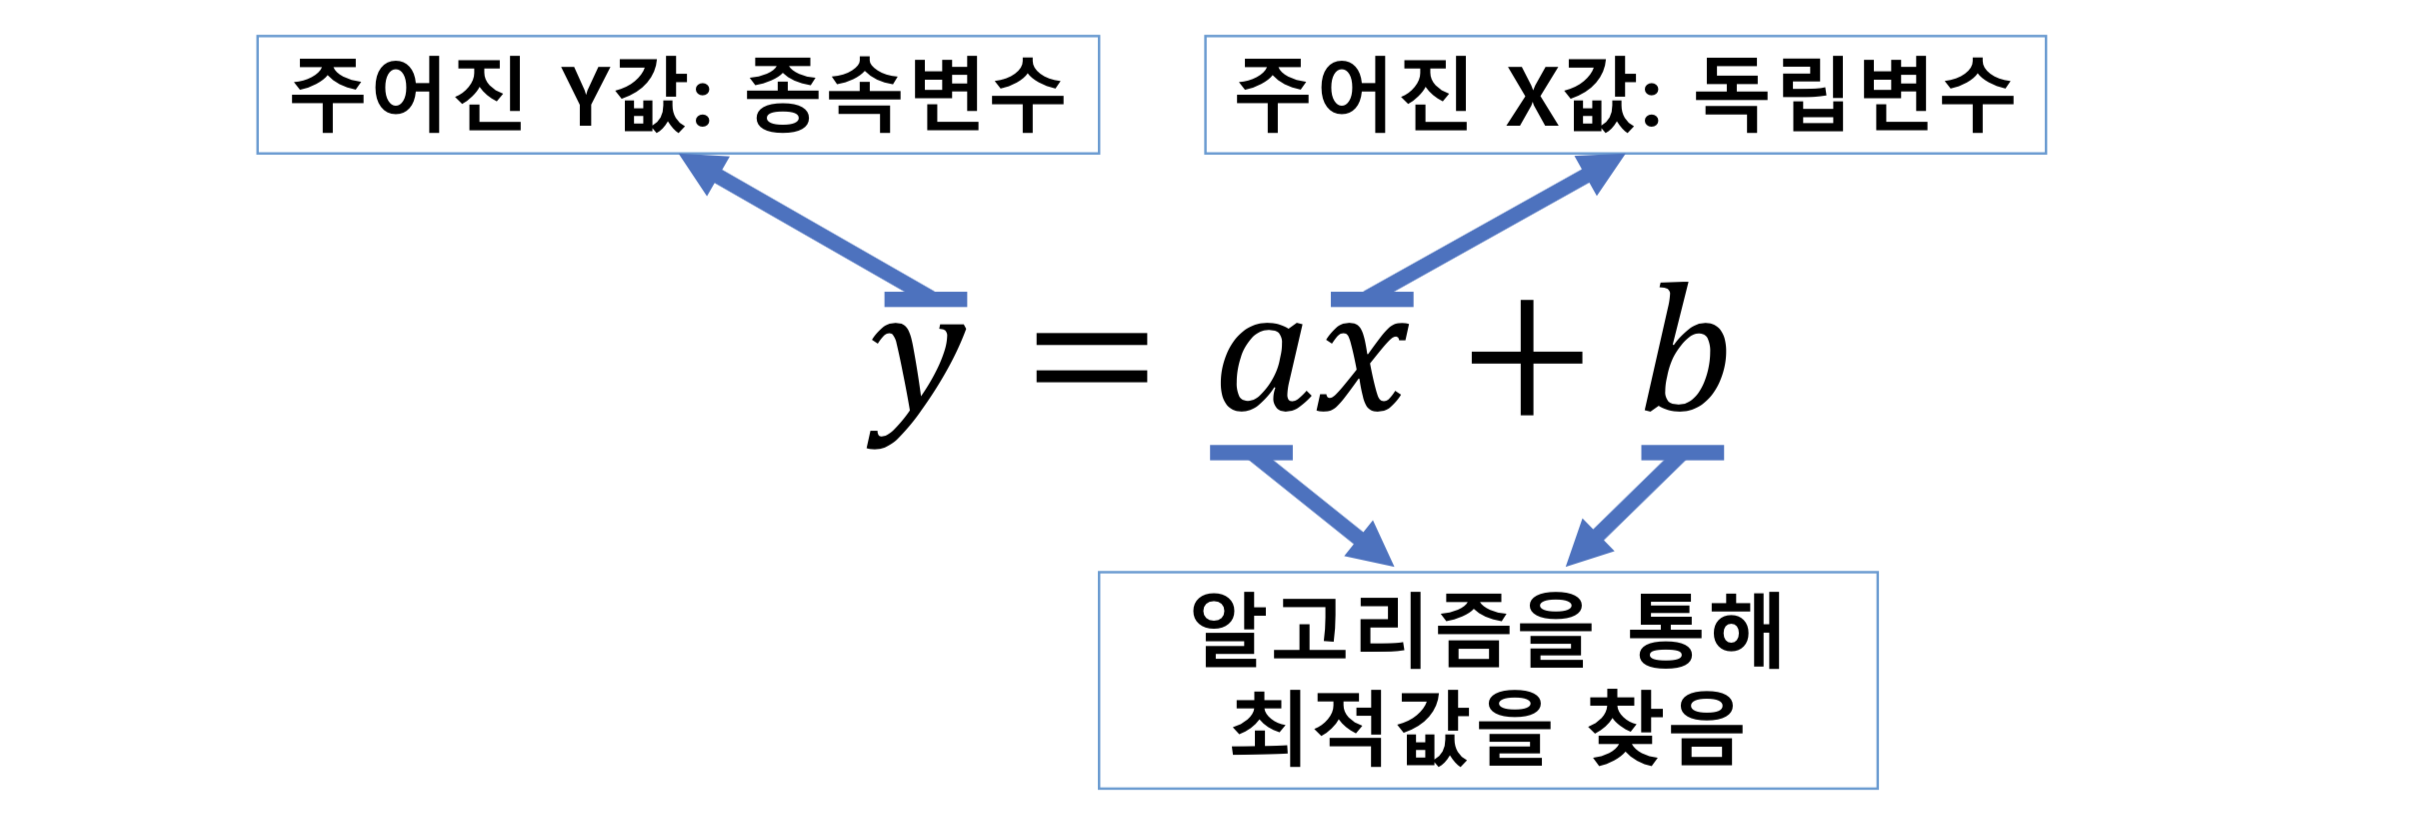 주어진 Y값: 종속변수
주어진 X값: 독립변수
y = ax + b
알고리즘을 통해
최적값을 찾음